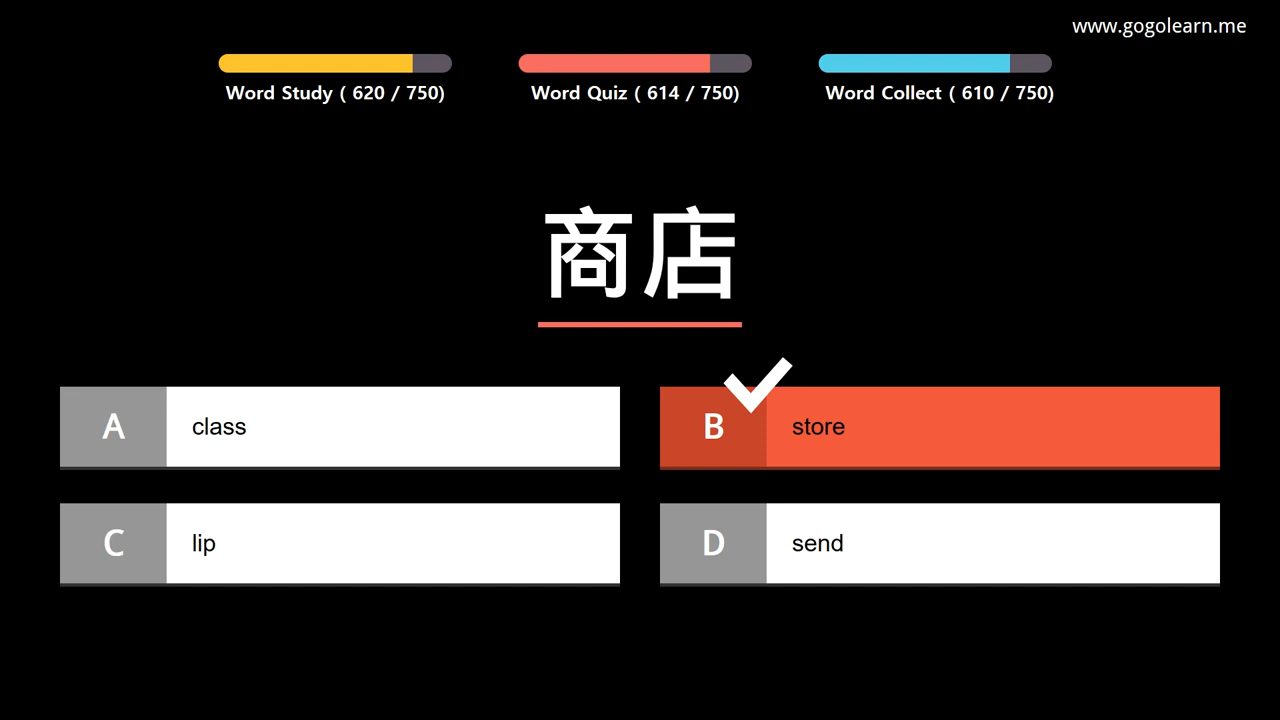 www.gogolearn.me
Word Study ( 620 / 750)
Word Quiz ( 614 / 750)
Word Collect ( 610 / 750)
商店
A class
B store
C lip
D send